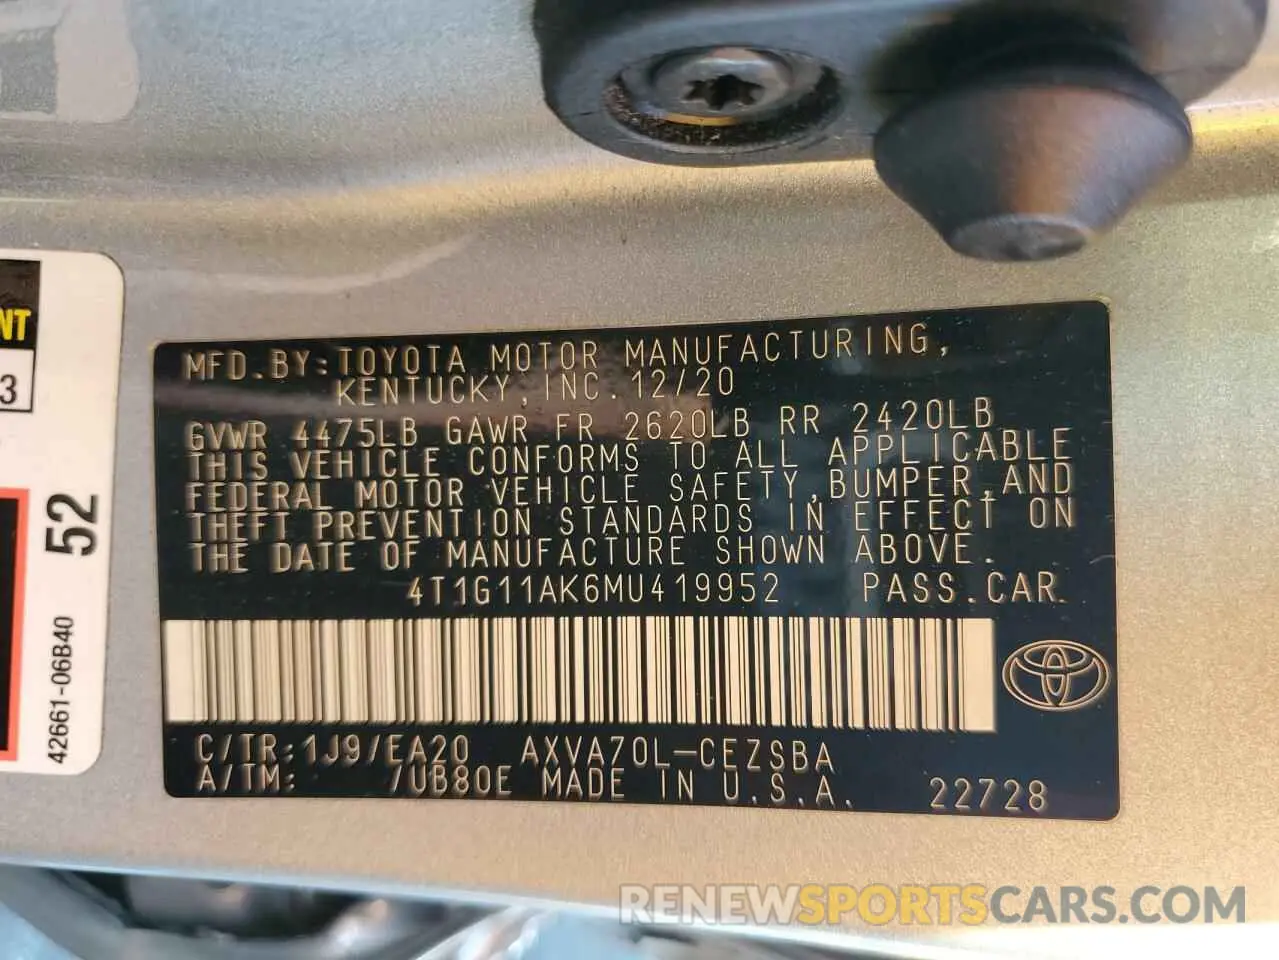 NT
3
52
42661-06B40
MFD.BY:TOYOTA MOTOR MANUFACTURING,
KENTUCKY,INC.12/20
GVWR 4475LB GAWR FR 2620LB RR 2420LB
THIS VEHICLE CONFORMS TO ALL APPLICABLE
FEDERAL MOTOR VEHICLE SAFETY,BUMPER,AND
THEFT PREVENTION STANDARDS IN EFFECT ON
THE DATE OF MANUFACTURE SHOWN ABOVE.
4T1G11AK6MU419952 PASS.CAR
C/TR:1J9/EA20 AXVA70L-CEZSBA
A/TM: /UB80E MADE IN U.S.A.
22728
RENEWSPORTSCARS.COM